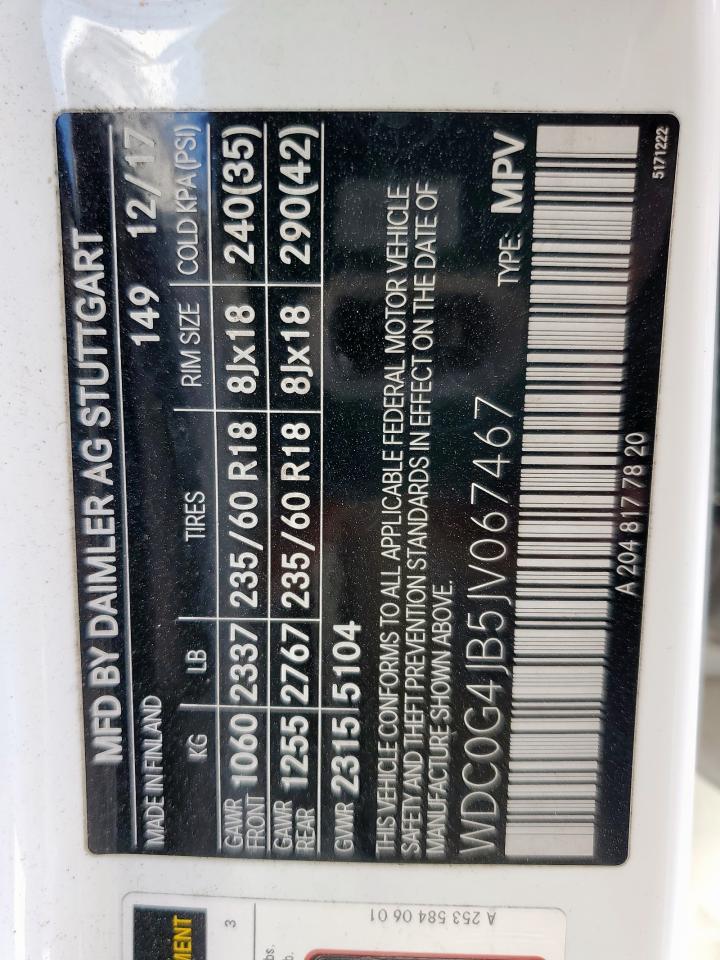 MFD BY DAIMLER AG STUTTGART
MADE IN FINLAND 149 12/17
KG LB TIRES RIM SIZE COLD KPA(PSI)
GAWR FRONT 1060 2337 235/60 R18 8Jx18 240(35)
GAWR REAR 1255 2767 235/60 R18 8Jx18 290(42)
GVWR 2315 5104
THIS VEHICLE CONFORMS TO ALL APPLICABLE FEDERAL MOTOR VEHICLE
SAFETY AND THEFT PREVENTION STANDARDS IN EFFECT ON THE DATE OF
MANUFACTURE SHOWN ABOVE.
WDC0G4JB5JV067467 TYPE: MPV
A 204 817 78 20
5171222
A 253 584 06 01
MENT
3
bs.
b.